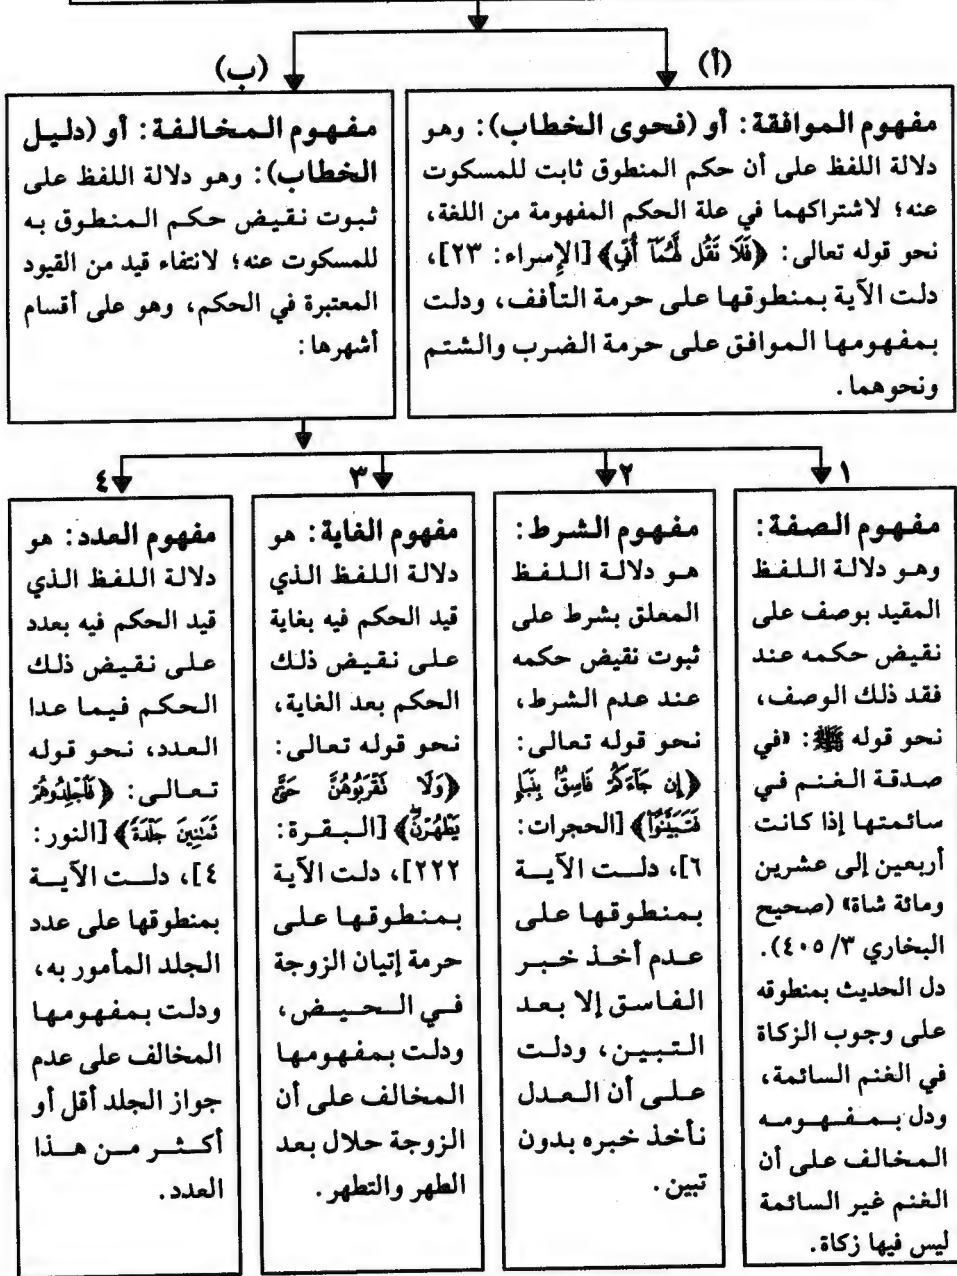 (أ)
مفهوم الموافقة: أو (فحوى الخطاب): وهو
دلالة اللفظ على أن حكم المنطوق ثابت للمسكوت
عنه؛ لاشتراكهما في علة الحكم المفهومة من اللغة،
نحو قوله تعالى: ﴿فَلَا تَقُل لَّهُمَآ أُفٍّ﴾ [الإسراء: ٢٣]،
دلت الآية بمنطوقها على حرمة التأفف، ودلت
بمفهومها الموافق على حرمة الضرب والشتم
ونحوهما.
(ب)
مفهوم المخالفة: أو (دليل
الخطاب): وهو دلالة اللفظ على
ثبوت نقيض حكم المنطوق به
للمسكوت عنه؛ لانتفاء قيد من القيود
المعتبرة في الحكم، وهو على أقسام
أشهرها:
١
مفهوم الصفة:
وهو دلالة اللفظ
المقيد بوصف على
نقيض حكمه عند
فقد ذلك الوصف،
نحو قوله ﷺ: «في
صدقة الغنم في
سائمتها إذا كانت
أربعين إلى عشرين
ومائة شاة» (صحيح
البخاري ٣/ ٤٠٥).
دل الحديث بمنطوقه
على وجوب الزكاة
في الغنم السائمة،
ودل بمفهومه
المخالف على أن
الغنم غير السائمة
ليس فيها زكاة.
٢
مفهوم الشرط:
هو دلالة اللفظ
المعلق بشرط على
ثبوت نقيض حكمه
عند عدم الشرط،
نحو قوله تعالى:
﴿إِن جَآءَكُمْ فَاسِقٌۢ بِنَبَإٍ
فَتَبَيَّنُوٓا۟﴾ [الحجرات:
٦]، دلت الآية
بمنطوقها على
عدم أخذ خبر
الفاسق إلا بعد
التبين، ودلت
على أن العدل
نأخذ خبره بدون
تبين.
٣
مفهوم الغاية: هو
دلالة اللفظ الذي
قيد الحكم فيه بغاية
على نقيض ذلك
الحكم بعد الغاية،
نحو قوله تعالى:
﴿وَلَا تَقْرَبُوهُنَّ حَتَّىٰ
يَطْهُرْنَۖ﴾ [البقرة:
٢٢٢]، دلت الآية
بمنطوقها على
حرمة إتيان الزوجة
في الحيض،
ودلت بمفهومها
المخالف على أن
الزوجة حلال بعد
الطهر والتطهر.
٤
مفهوم العدد: هو
دلالة اللفظ الذي
قيد الحكم فيه بعدد
على نقيض ذلك
الحكم فيما عدا
العدد، نحو قوله
تعالى: ﴿فَٱجْلِدُوهُمْ
ثَمَـٰنِينَ جَلْدَةً﴾ [النور:
٤]، دلت الآية
بمنطوقها على عدد
الجلد المأمور به،
ودلت بمفهومها
المخالف على عدم
جواز الجلد أقل أو
أكثر من هذا
العدد.